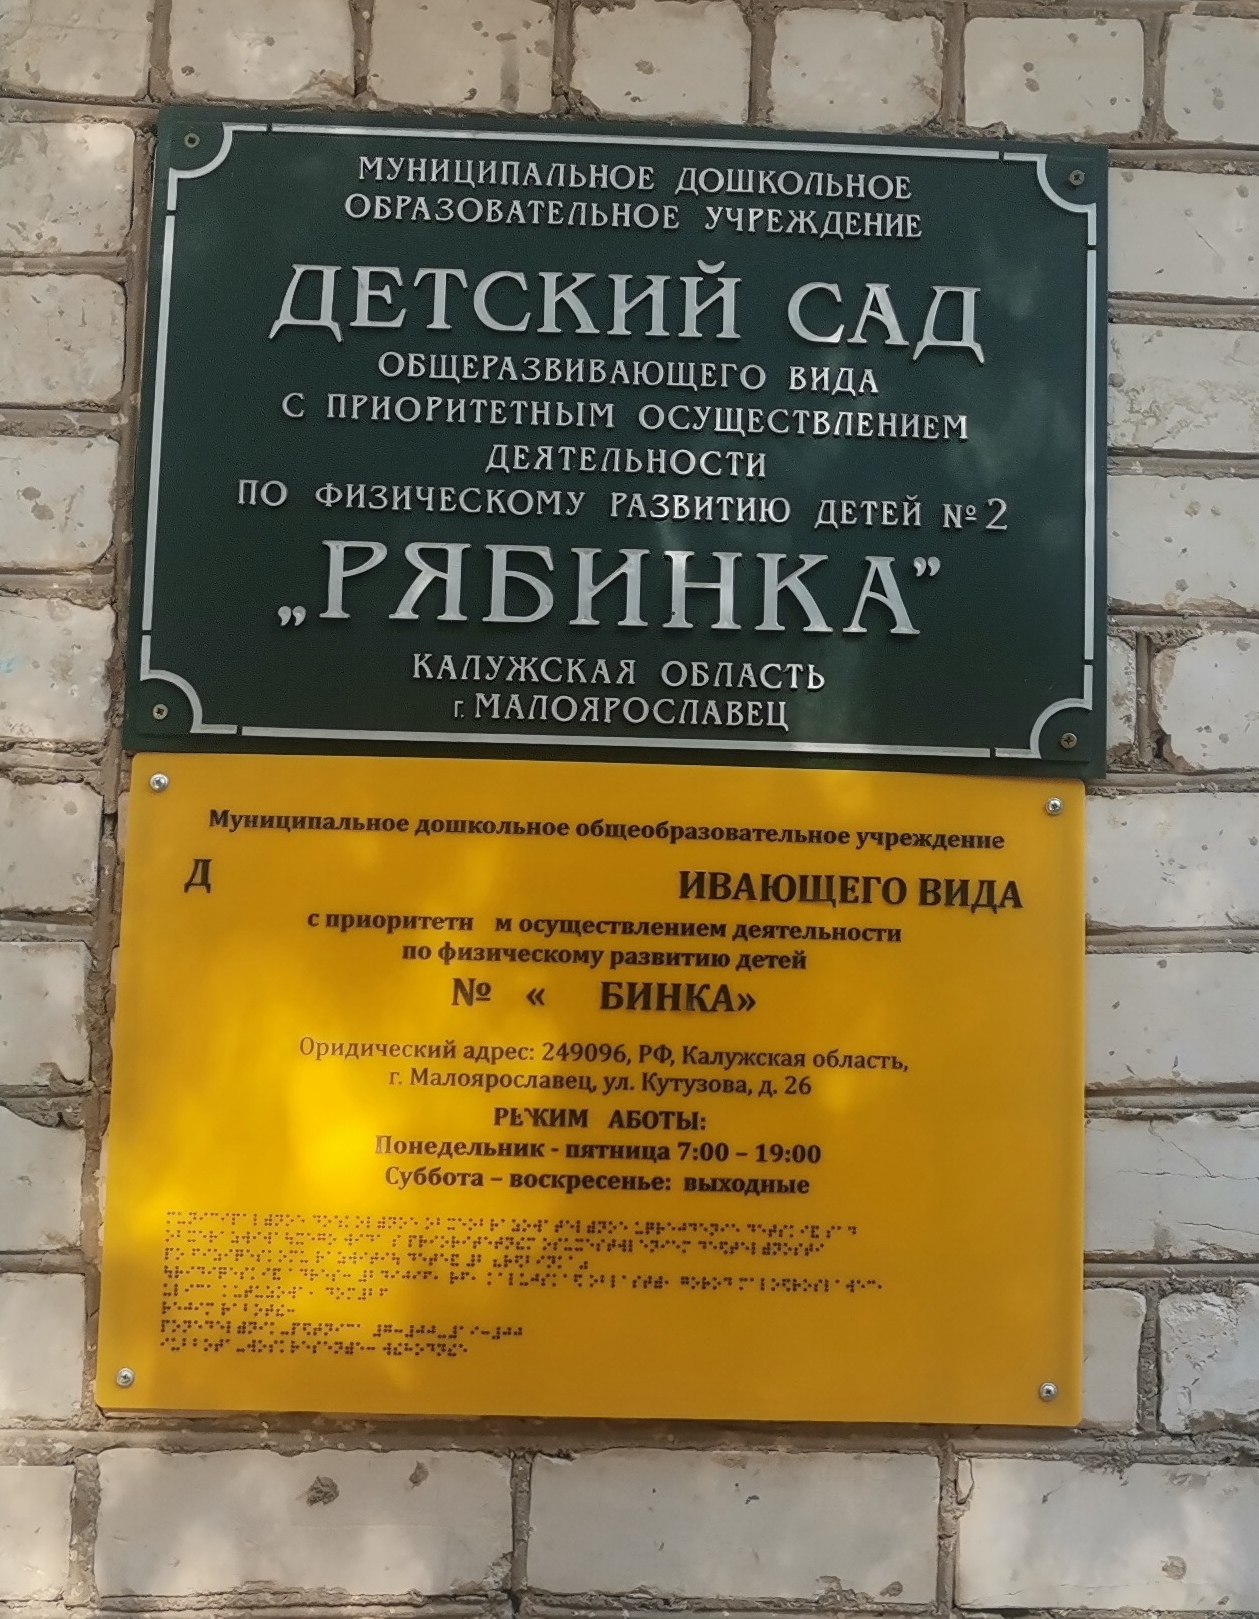 МУНИЦИПАЛЬНОЕ ДОШКОЛЬНОЕ
ОБРАЗОВАТЕЛЬНОЕ УЧРЕЖДЕНИЕ
ДЕТСКИЙ САД
ОБЩЕРАЗВИВАЮЩЕГО ВИДА
С ПРИОРИТЕТНЫМ ОСУЩЕСТВЛЕНИЕМ
ДЕЯТЕЛЬНОСТИ
ПО ФИЗИЧЕСКОМУ РАЗВИТИЮ ДЕТЕЙ №2
„РЯБИНКА”
КАЛУЖСКАЯ ОБЛАСТЬ
г. МАЛОЯРОСЛАВЕЦ
Муниципальное дошкольное общеобразовательное учреждение
Д ИВАЮЩЕГО ВИДА
с приоритетн м осуществлением деятельности
по физическому развитию детей
№ « БИНКА»
Юридический адрес: 249096, РФ, Калужская область,
г. Малоярославец, ул. Кутузова, д. 26
РЕЖИМ АБОТЫ:
Понедельник - пятница 7:00 – 19:00
Суббота – воскресенье: выходные